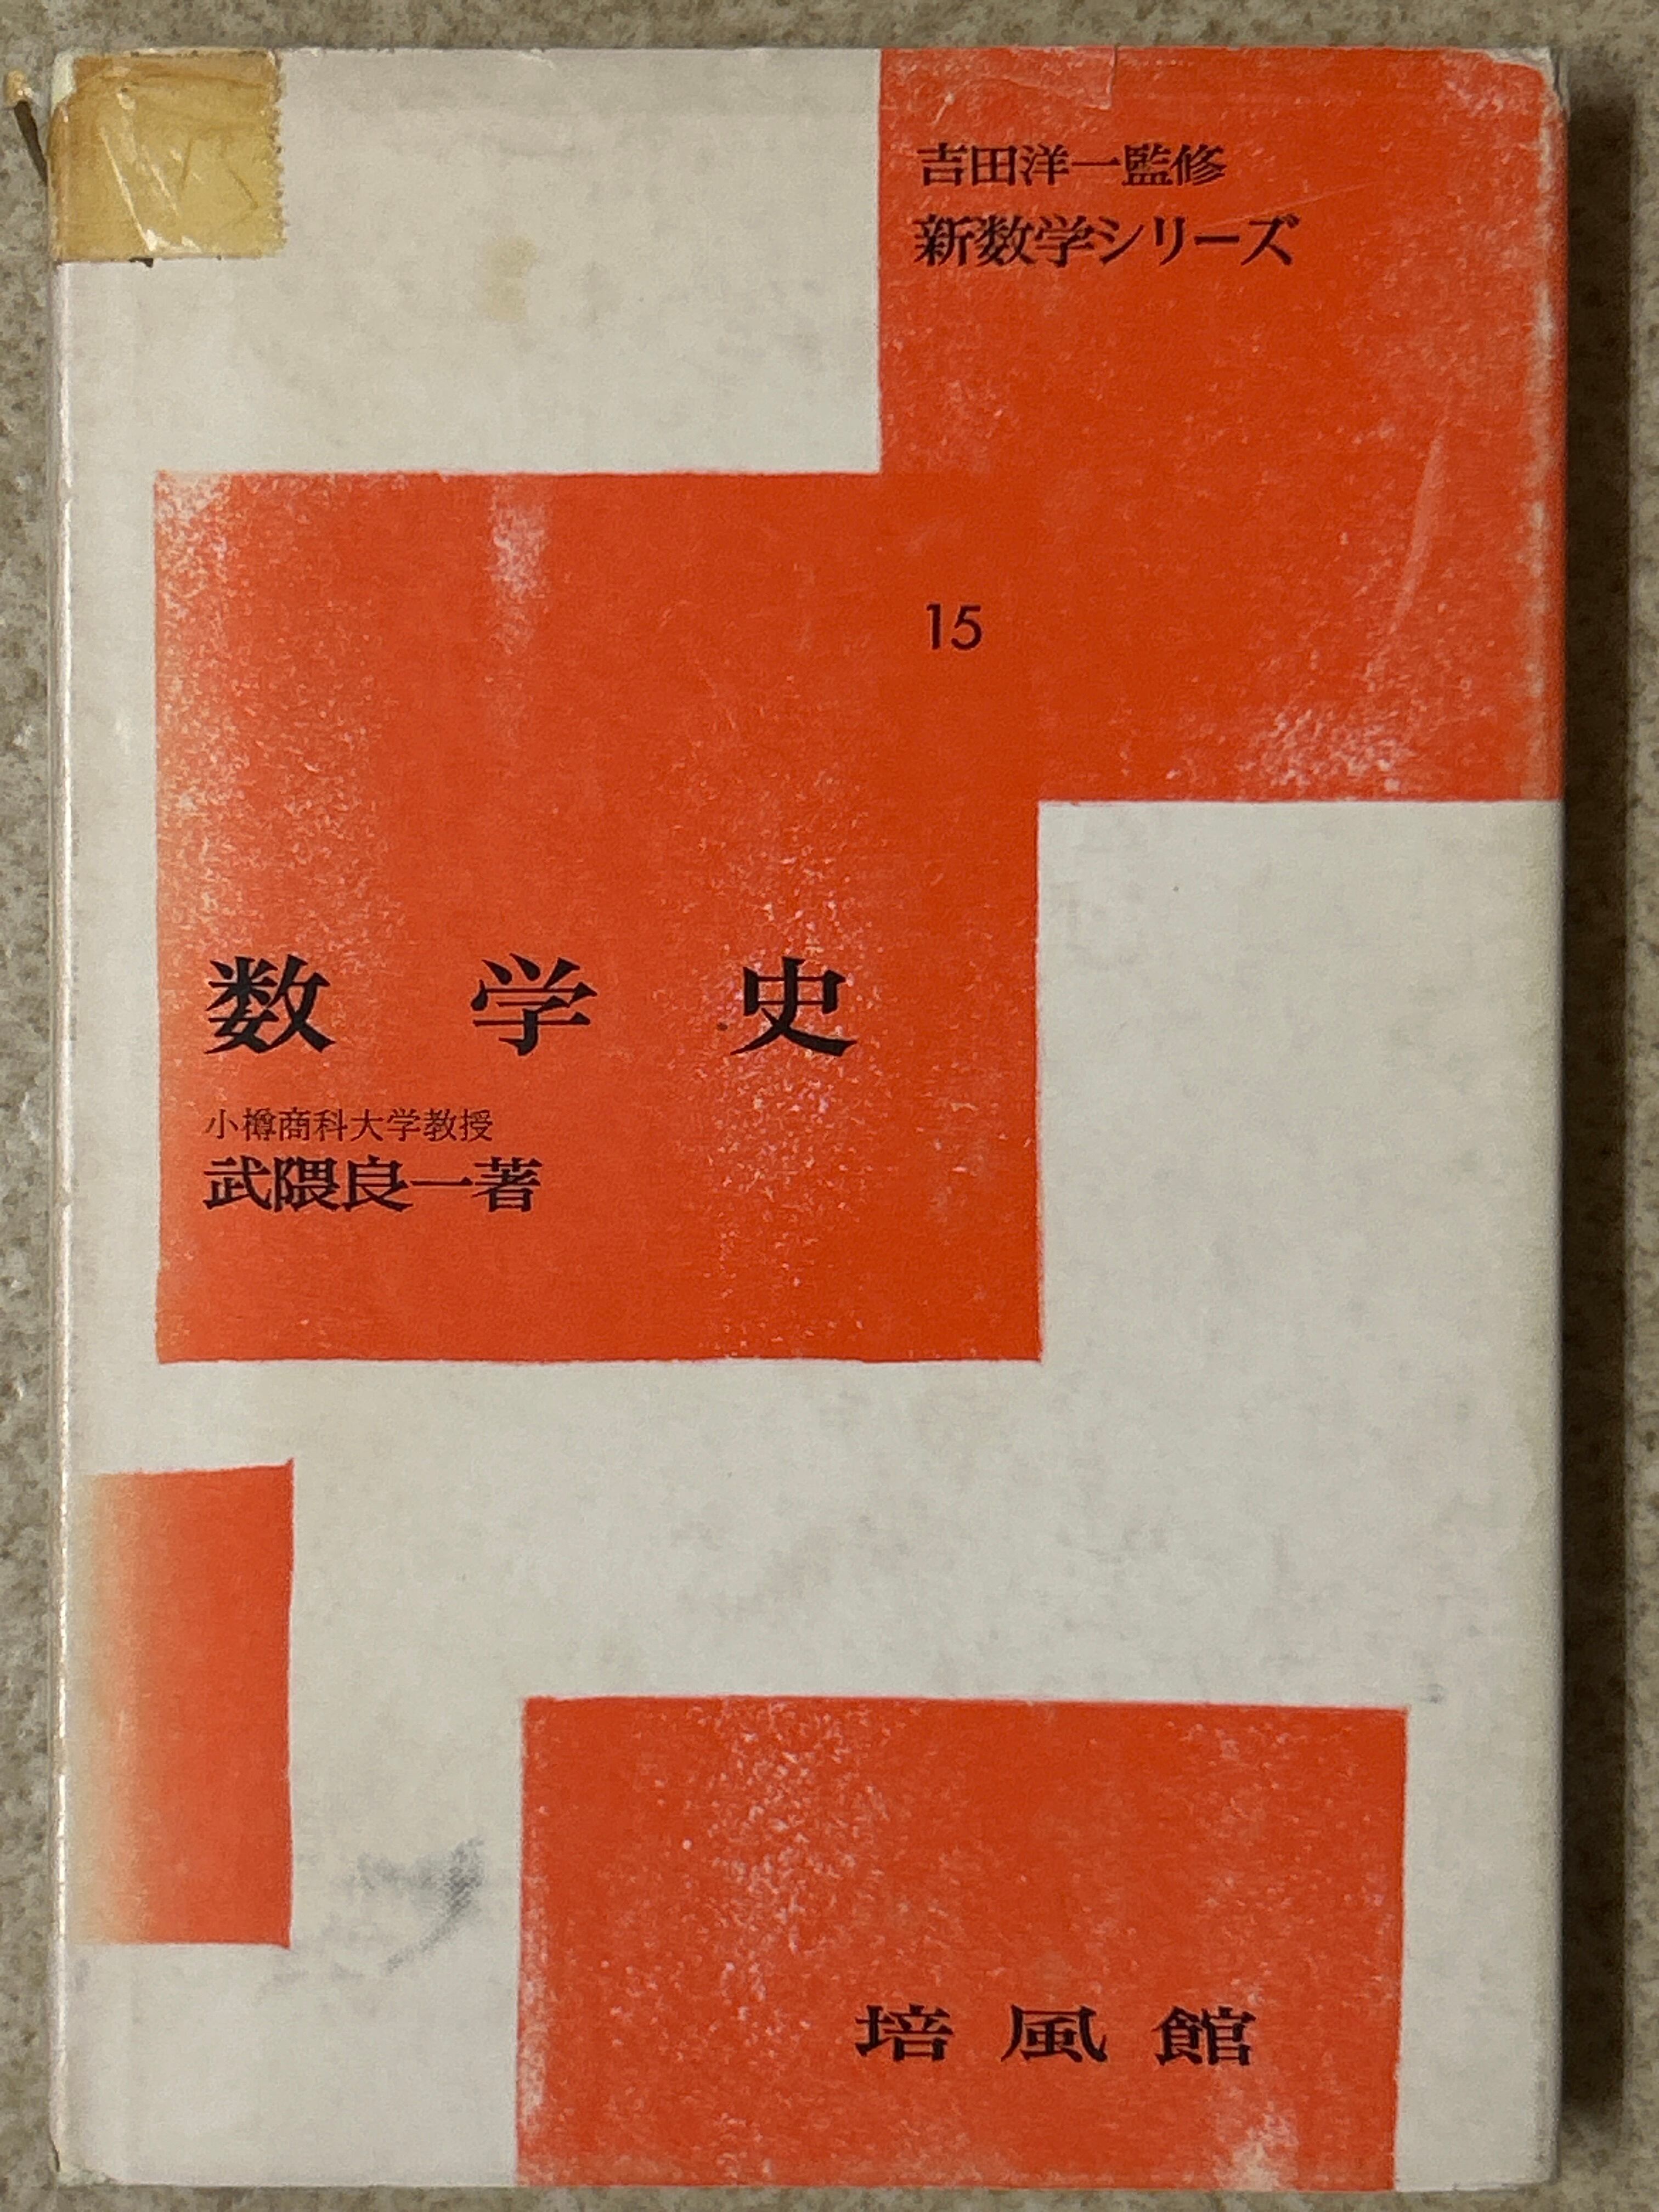 吉田洋一監修
新数学シリーズ
15
数学史
小樽商科大学教授
武隈良一著
培風館